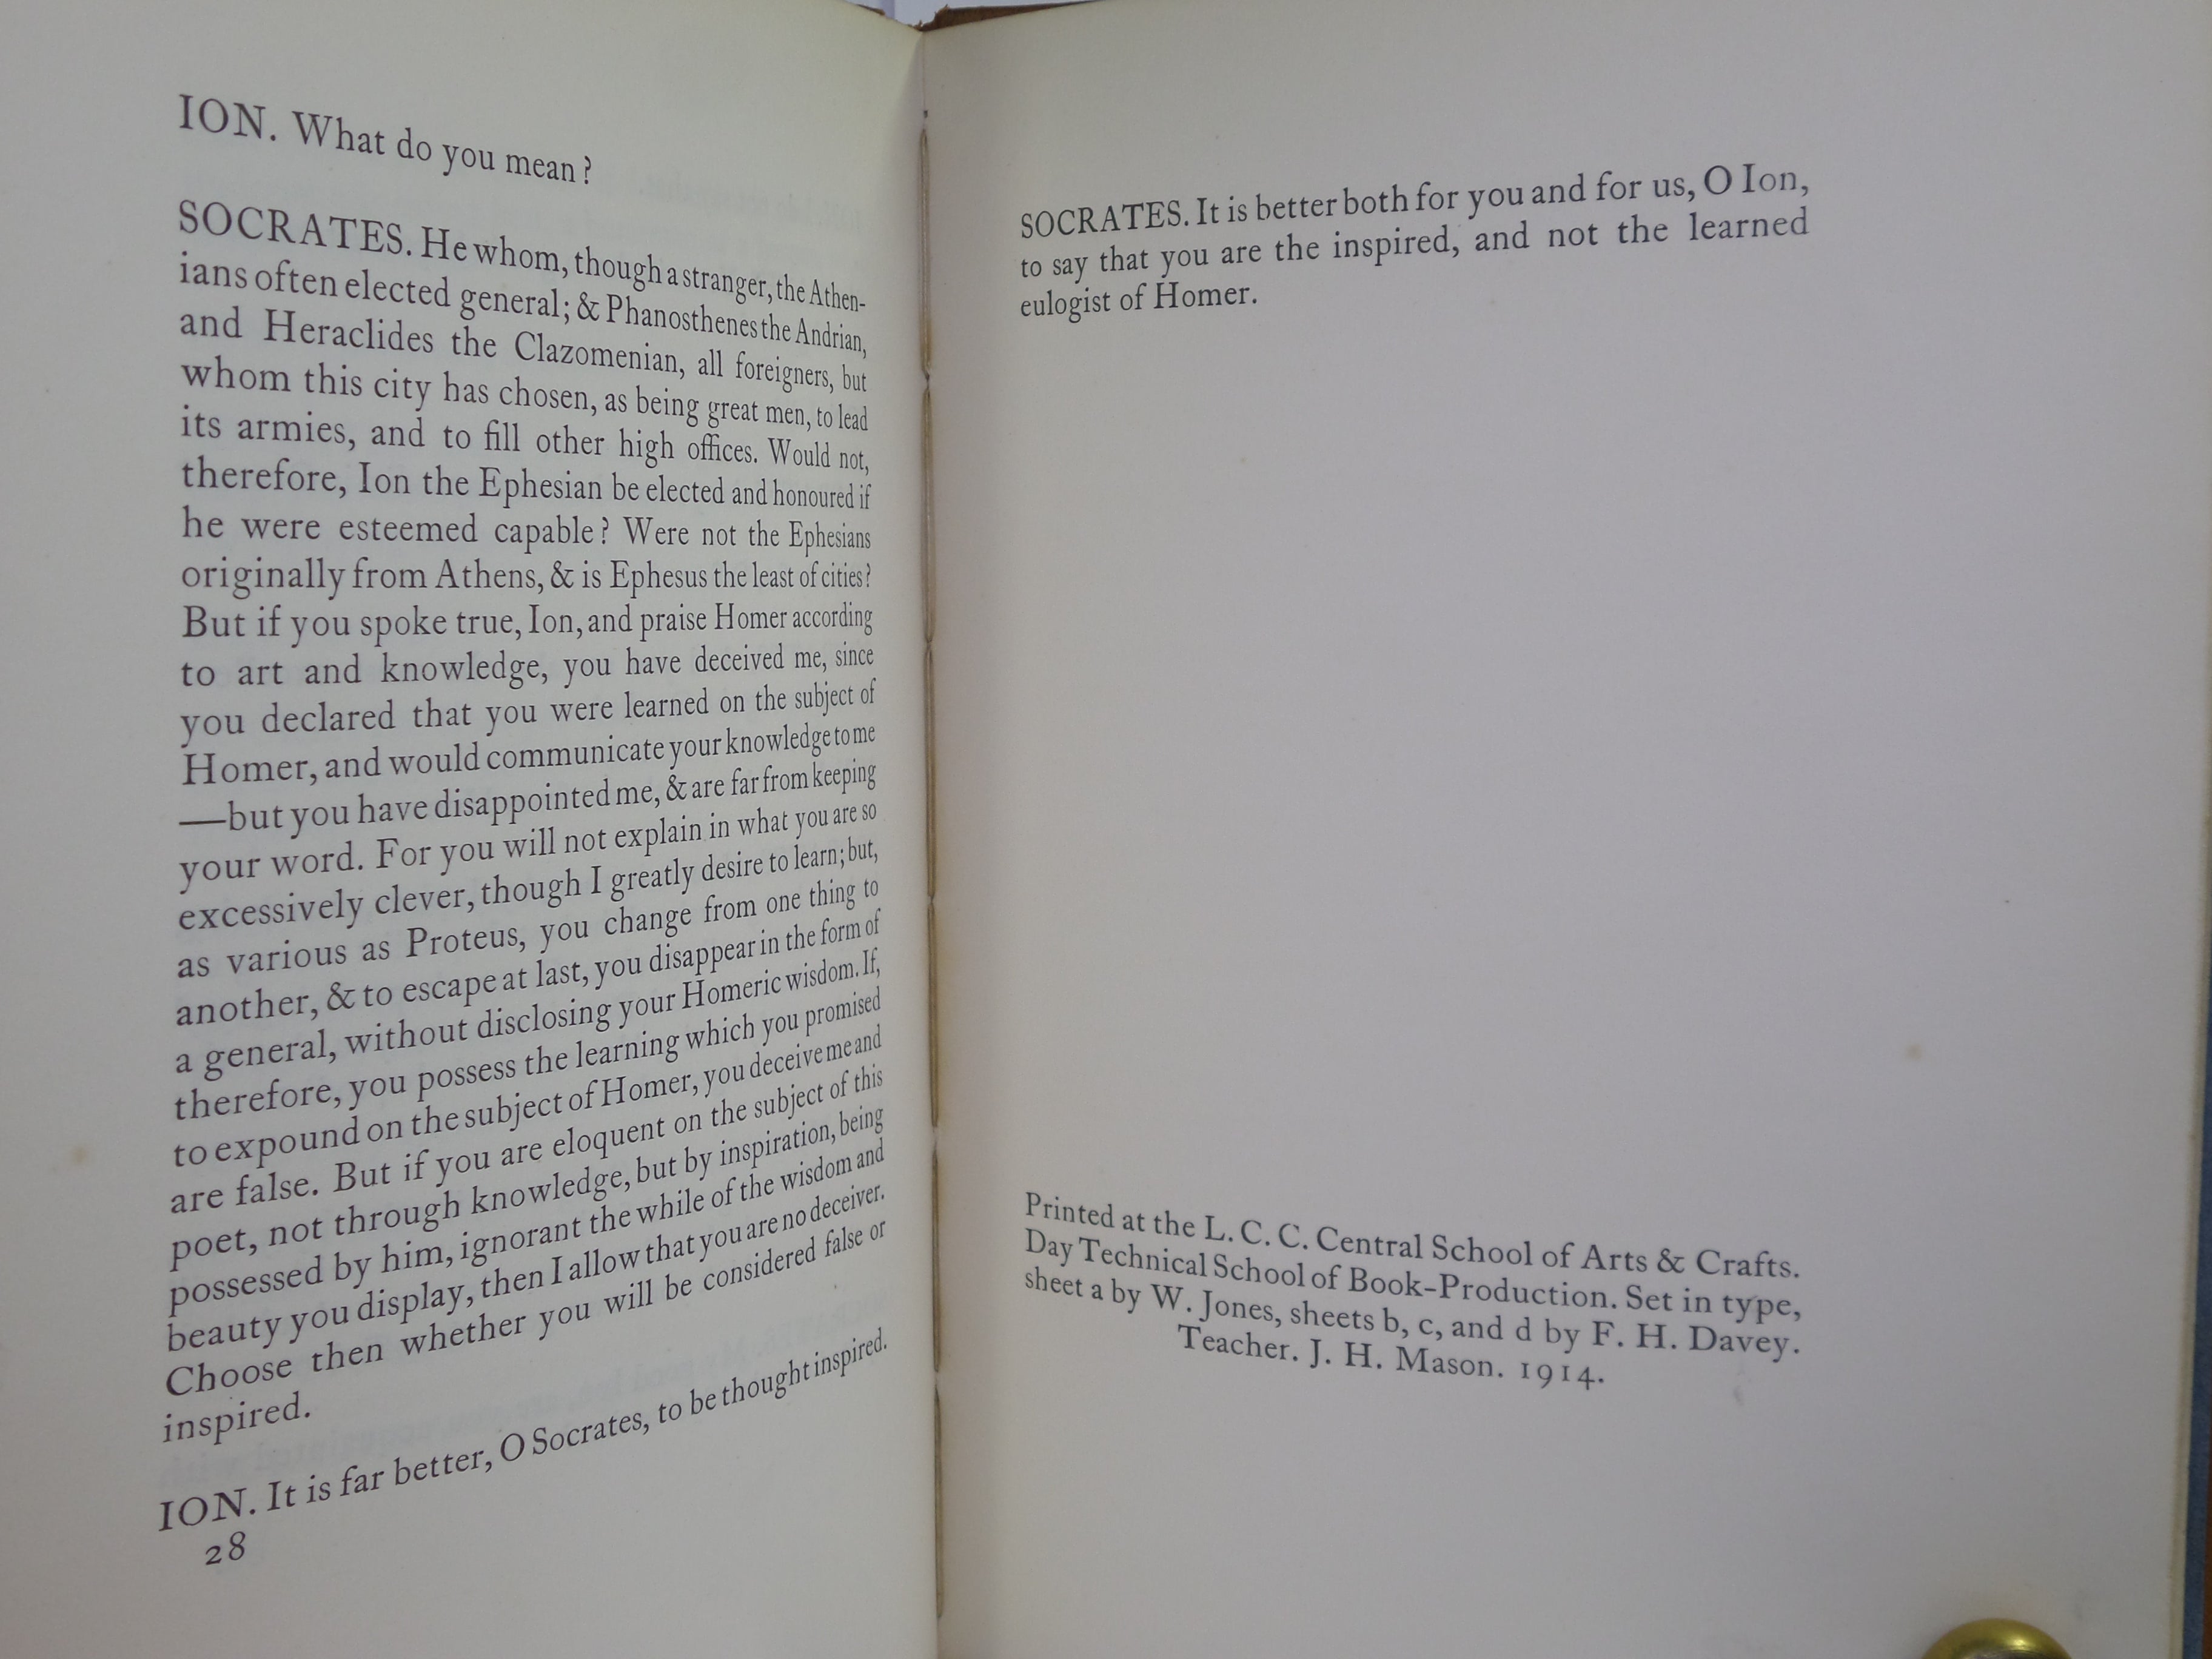 ION. What do you mean?
SOCRATES. He whom, though a stranger, the Athen-
ians often elected general; & Phanosthenes the Andrian,
and Heraclides the Clazomenian, all foreigners, but
whom this city has chosen, as being great men, to lead
its armies, and to fill other high offices. Would not,
therefore, Ion the Ephesian be elected and honoured if
he were esteemed capable? Were not the Ephesians
originally from Athens, & is Ephesus the least of cities?
But if you spoke true, Ion, and praise Homer according
to art and knowledge, you have deceived me, since
you declared that you were learned on the subject of
Homer, and would communicate your knowledge to me
—but you have disappointed me, & are far from keeping
your word. For you will not explain in what you are so
excessively clever, though I greatly desire to learn; but,
as various as Proteus, you change from one thing to
another, & to escape at last, you disappear in the form of
a general, without disclosing your Homeric wisdom. If,
therefore, you possess the learning which you promised
to expound on the subject of Homer, you deceive me and
are false. But if you are eloquent on the subject of this
poet, not through knowledge, but by inspiration, being
possessed by him, ignorant the while of the wisdom and
beauty you display, then I allow that you are no deceiver.
Choose then whether you will be considered false or
inspired.
ION. It is far better, O Socrates, to be thought inspired.
28
SOCRATES. It is better both for you and for us, O Ion,
to say that you are the inspired, and not the learned
eulogist of Homer.
Printed at the L. C. C. Central School of Arts & Crafts.
Day Technical School of Book-Production. Set in type,
sheet a by W. Jones, sheets b, c, and d by F. H. Davey.
Teacher. J. H. Mason. 1914.